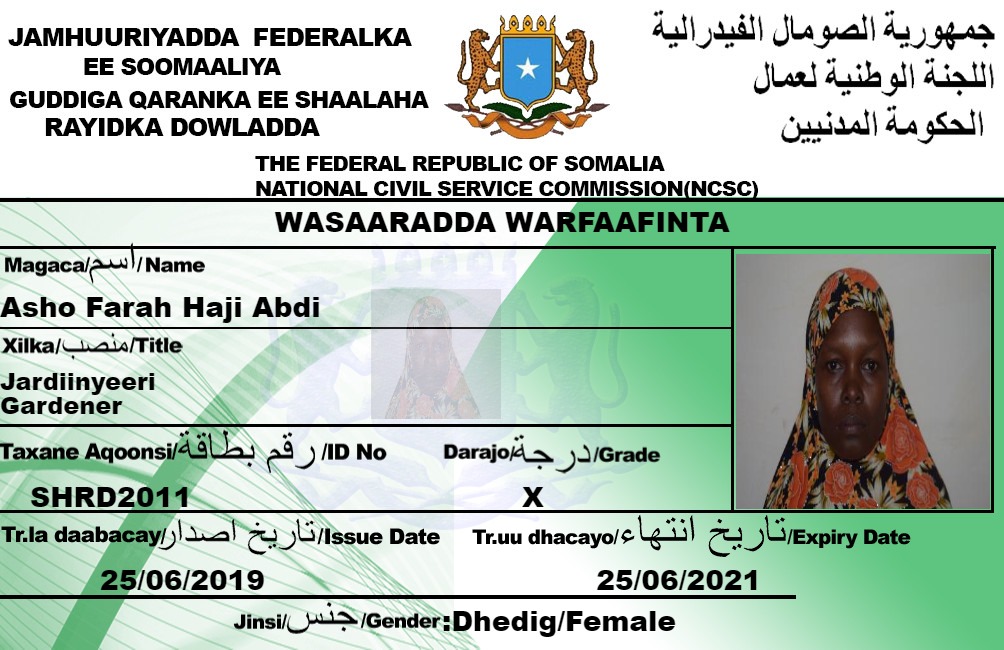 JAMHUURIYADDA FEDERALKA
EE SOOMAALIYA
GUDDIGA QARANKA EE SHAALAHA
RAYIDKA DOWLADDA
جمهورية الصومال الفيدرالية
اللجنة الوطنية لعمال
الحكومة المدنيين
THE FEDERAL REPUBLIC OF SOMALIA
NATIONAL CIVIL SERVICE COMMISSION(NCSC)
WASAARADDA WARFAAFINTA
Magaca/اسم/Name
Asho Farah Haji Abdi
Xilka/منصب/Title
Jardiinyeeri
Gardener
Taxane Aqoonsi/رقم بطاقة/ID No
SHRD2011
Darajo/درجة/Grade
X
Tr.la daabacay/تاريخ اصدار/Issue Date
25/06/2019
Tr.uu dhacayo/تاريخ انتهاء/Expiry Date
25/06/2021
Jinsi/جنس/Gender:Dhedig/Female